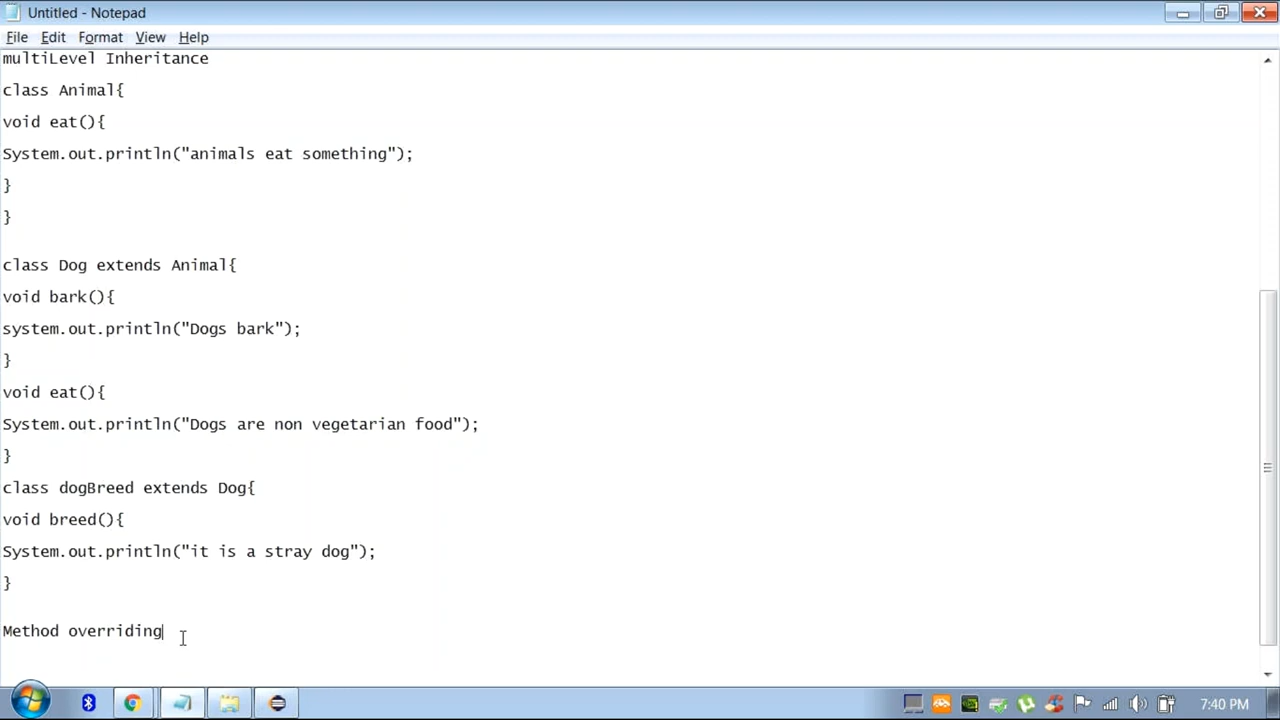 Untitled - Notepad
File Edit Format View Help
multiLevel Inheritance
class Animal{
void eat(){
System.out.println("animals eat something");
}
}
class Dog extends Animal{
void bark(){
system.out.println("Dogs bark");
}
void eat(){
System.out.println("Dogs are non vegetarian food");
}
class dogBreed extends Dog{
void breed(){
System.out.println("it is a stray dog");
}
Method overriding
7:40 PM